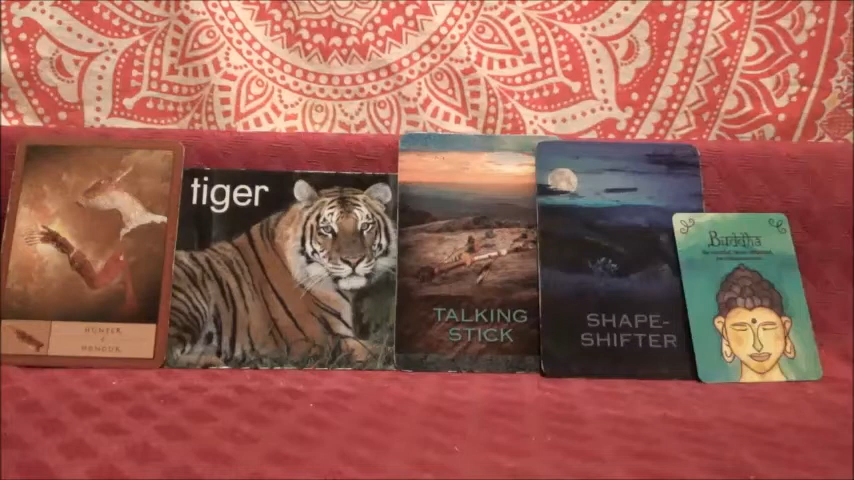 HUNTER
&
HONOUR
tiger
TALKING
STICK
SHAPE-
SHIFTER
Buddha